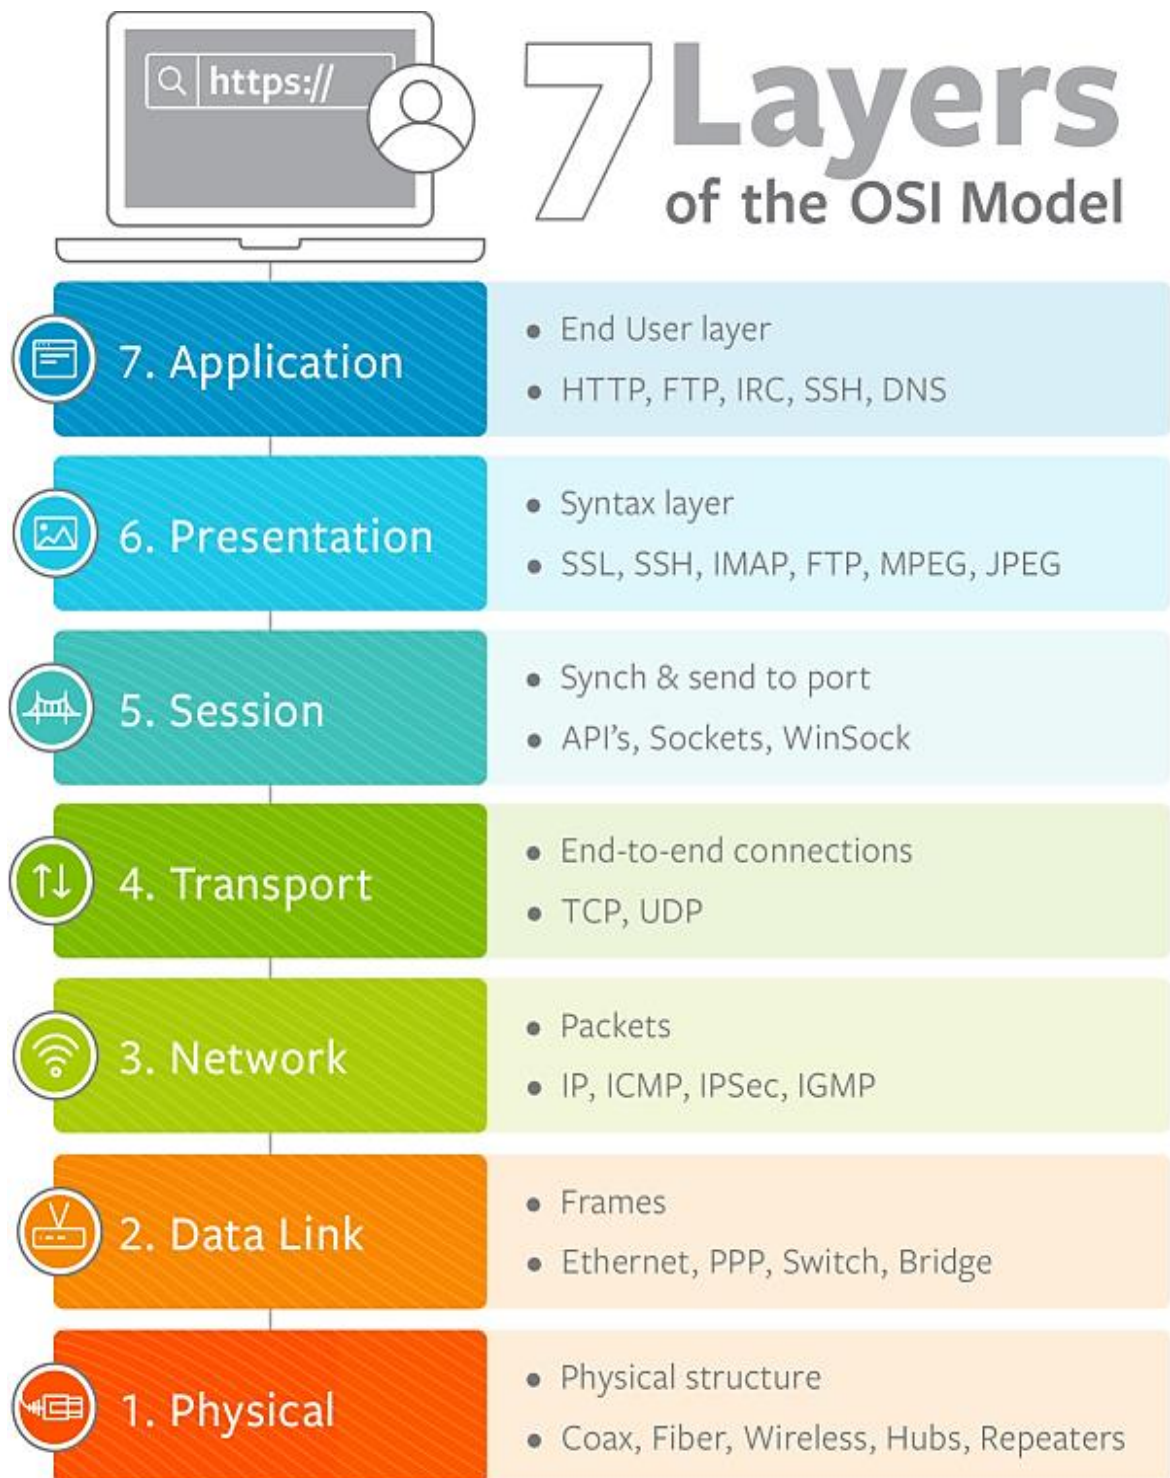 https://
7 Layers
of the OSI Model
7. Application
• End User layer
• HTTP, FTP, IRC, SSH, DNS
6. Presentation
• Syntax layer
• SSL, SSH, IMAP, FTP, MPEG, JPEG
5. Session
• Synch & send to port
• API’s, Sockets, WinSock
4. Transport
• End-to-end connections
• TCP, UDP
3. Network
• Packets
• IP, ICMP, IPSec, IGMP
2. Data Link
• Frames
• Ethernet, PPP, Switch, Bridge
1. Physical
• Physical structure
• Coax, Fiber, Wireless, Hubs, Repeaters